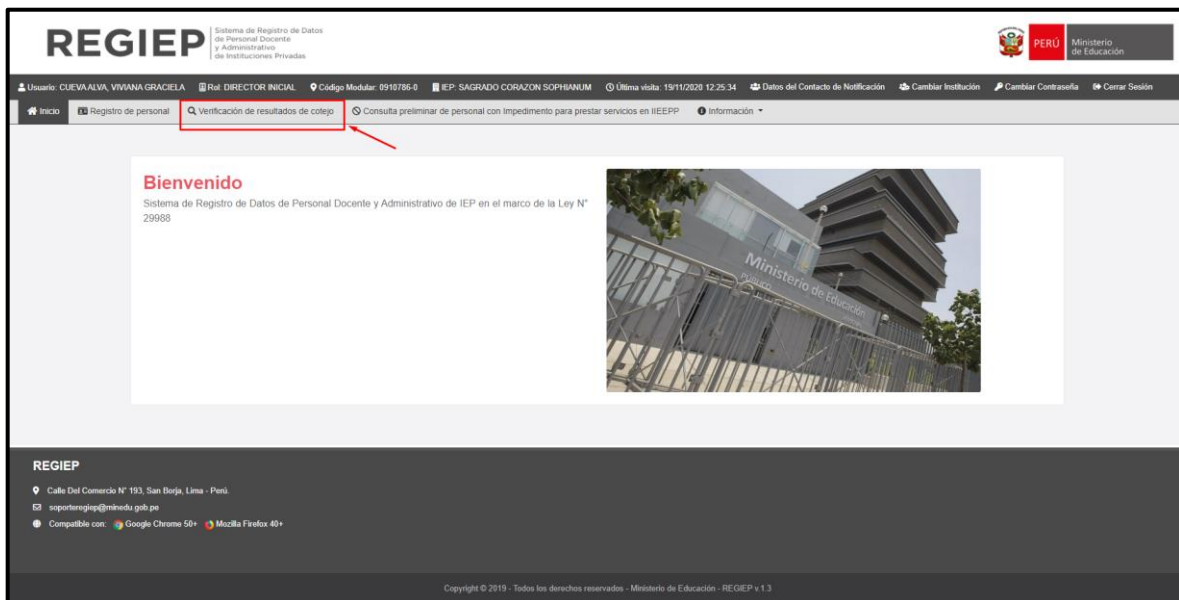 REGIEP
Sistema de Registro de Datos
de Personal Docente
y Administrativo
de Instituciones Privadas
PERÚ
Ministerio
de Educación
Usuario: CUEVA ALVA, VIVIANA GRACIELA Rol: DIRECTOR INICIAL Código Modular: 0910786-0 IEP: SAGRADO CORAZON SOPHIANUM Última visita: 19/11/2020 12:25:34 Datos del Contacto de Notificación Cambiar Institución Cambiar Contraseña Cerrar Sesión
Inicio Registro de personal Verificación de resultados de cotejo Consulta preliminar de personal con Impedimento para prestar servicios en IIEEPP Información
Bienvenido
Sistema de Registro de Datos de Personal Docente y Administrativo de IEP en el marco de la Ley N°
29988
Ministerio de Educación
PÚBLICO
REGIEP
Calle Del Comercio N° 193, San Borja, Lima - Perú.
soporteregiep@minedu.gob.pe
Compatible con: Google Chrome 50+ Mozilla Firefox 40+
Copyright © 2019 - Todos los derechos reservados - Ministerio de Educación - REGIEP v.1.3